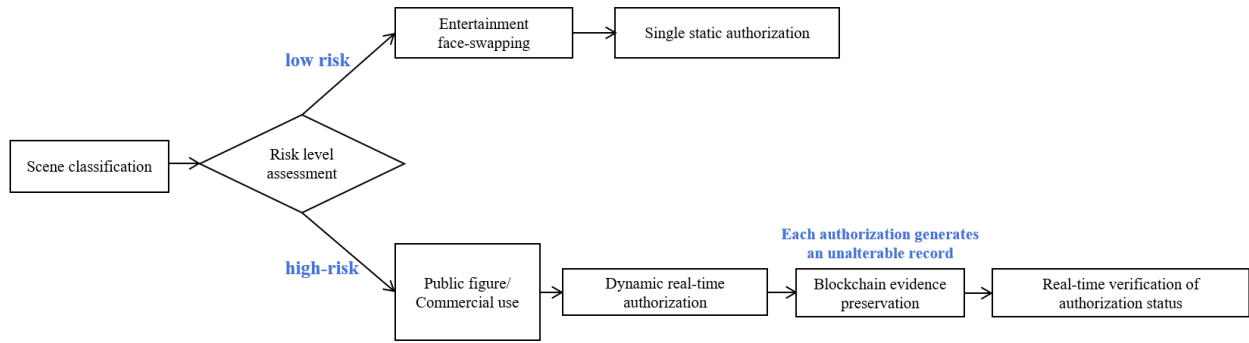 Entertainment
face-swapping
Single static authorization
low risk
Scene classification
Risk level
assessment
high-risk
Public figure/
Commercial use
Dynamic real-time
authorization
Each authorization generates
an unalterable record
Blockchain evidence
preservation
Real-time verification of
authorization status